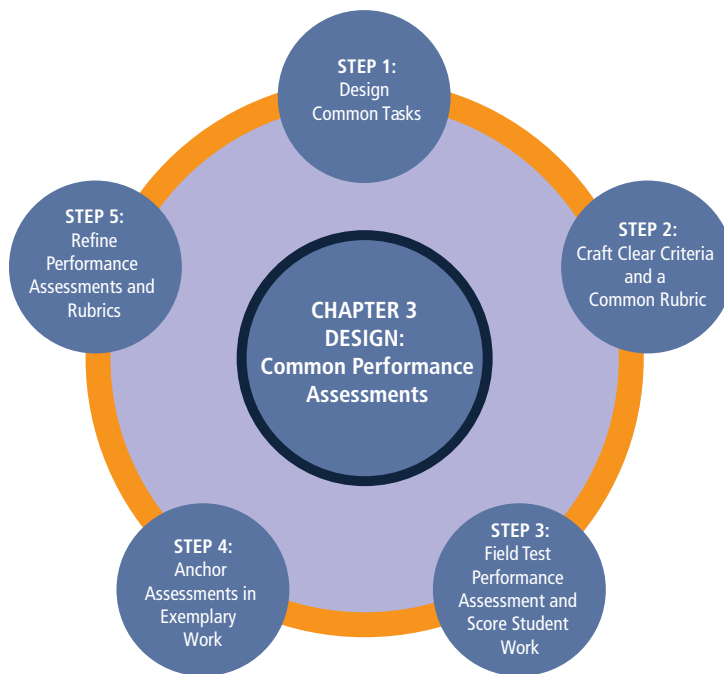 STEP 1:
Design
Common Tasks
STEP 2:
Craft Clear Criteria
and a
Common Rubric
STEP 3:
Field Test
Performance
Assessment and
Score Student
Work
STEP 4:
Anchor
Assessments in
Exemplary
Work
STEP 5:
Refine
Performance
Assessments and
Rubrics
CHAPTER 3
DESIGN:
Common Performance
Assessments